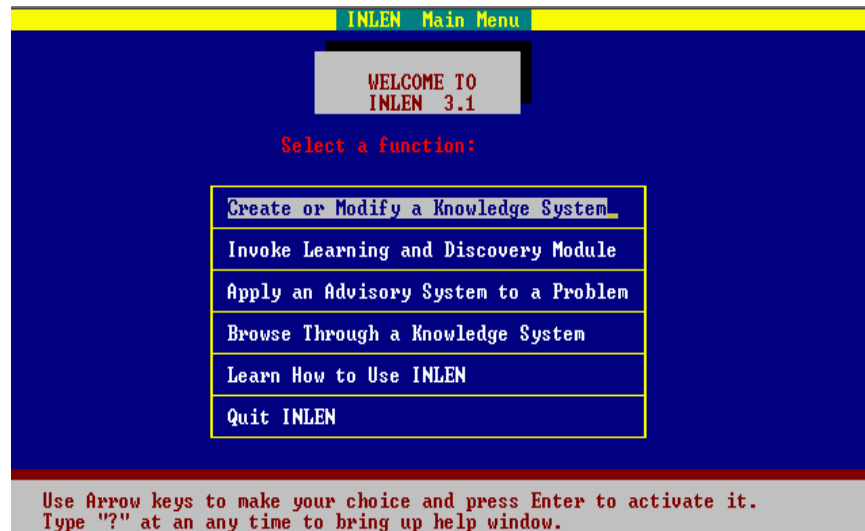 INLEN Main Menu
WELCOME TO
INLEN 3.1
Select a function:
Create or Modify a Knowledge System
Invoke Learning and Discovery Module
Apply an Advisory System to a Problem
Browse Through a Knowledge System
Learn How to Use INLEN
Quit INLEN
Use Arrow keys to make your choice and press Enter to activate it.
Type "?" at an any time to bring up help window.